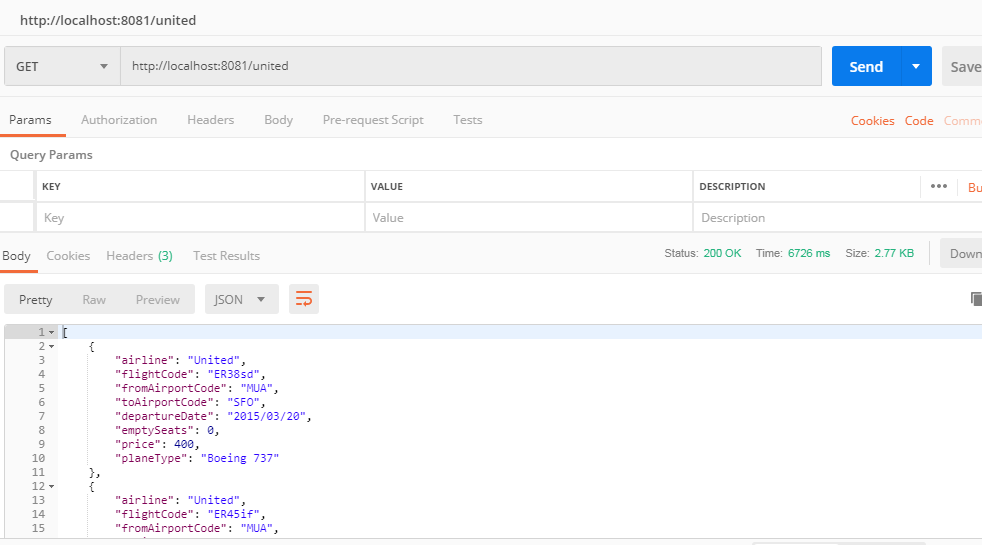 http://localhost:8081/united
GET http://localhost:8081/united Send Save
Params Authorization Headers Body Pre-request Script Tests Cookies Code
Query Params
KEY VALUE DESCRIPTION •••
Key Value Description
Body Cookies Headers (3) Test Results Status: 200 OK Time: 6726 ms Size: 2.77 KB
Pretty Raw Preview JSON
1 [
2 {
3 "airline": "United",
4 "flightCode": "ER38sd",
5 "fromAirportCode": "MUA",
6 "toAirportCode": "SFO",
7 "departureDate": "2015/03/20",
8 "emptySeats": 0,
9 "price": 400,
10 "planeType": "Boeing 737"
11 },
12 {
13 "airline": "United",
14 "flightCode": "ER45if",
15 "fromAirportCode": "MUA",